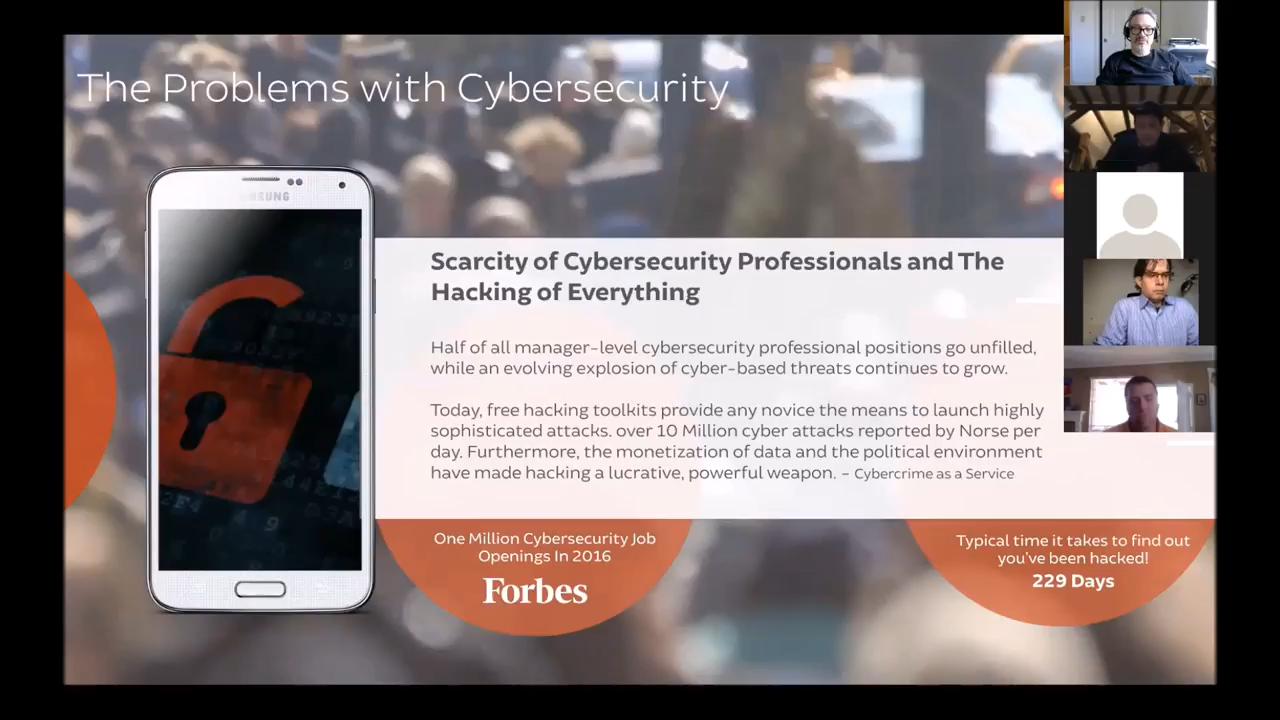 The Problems with Cybersecurity
Scarcity of Cybersecurity Professionals and The
Hacking of Everything
Half of all manager-level cybersecurity professional positions go unfilled,
while an evolving explosion of cyber-based threats continues to grow.
Today, free hacking toolkits provide any novice the means to launch highly
sophisticated attacks. over 10 Million cyber attacks reported by Norse per
day. Furthermore, the monetization of data and the political environment
have made hacking a lucrative, powerful weapon. – Cybercrime as a Service
One Million Cybersecurity Job
Openings In 2016
Forbes
Typical time it takes to find out
you've been hacked!
229 Days